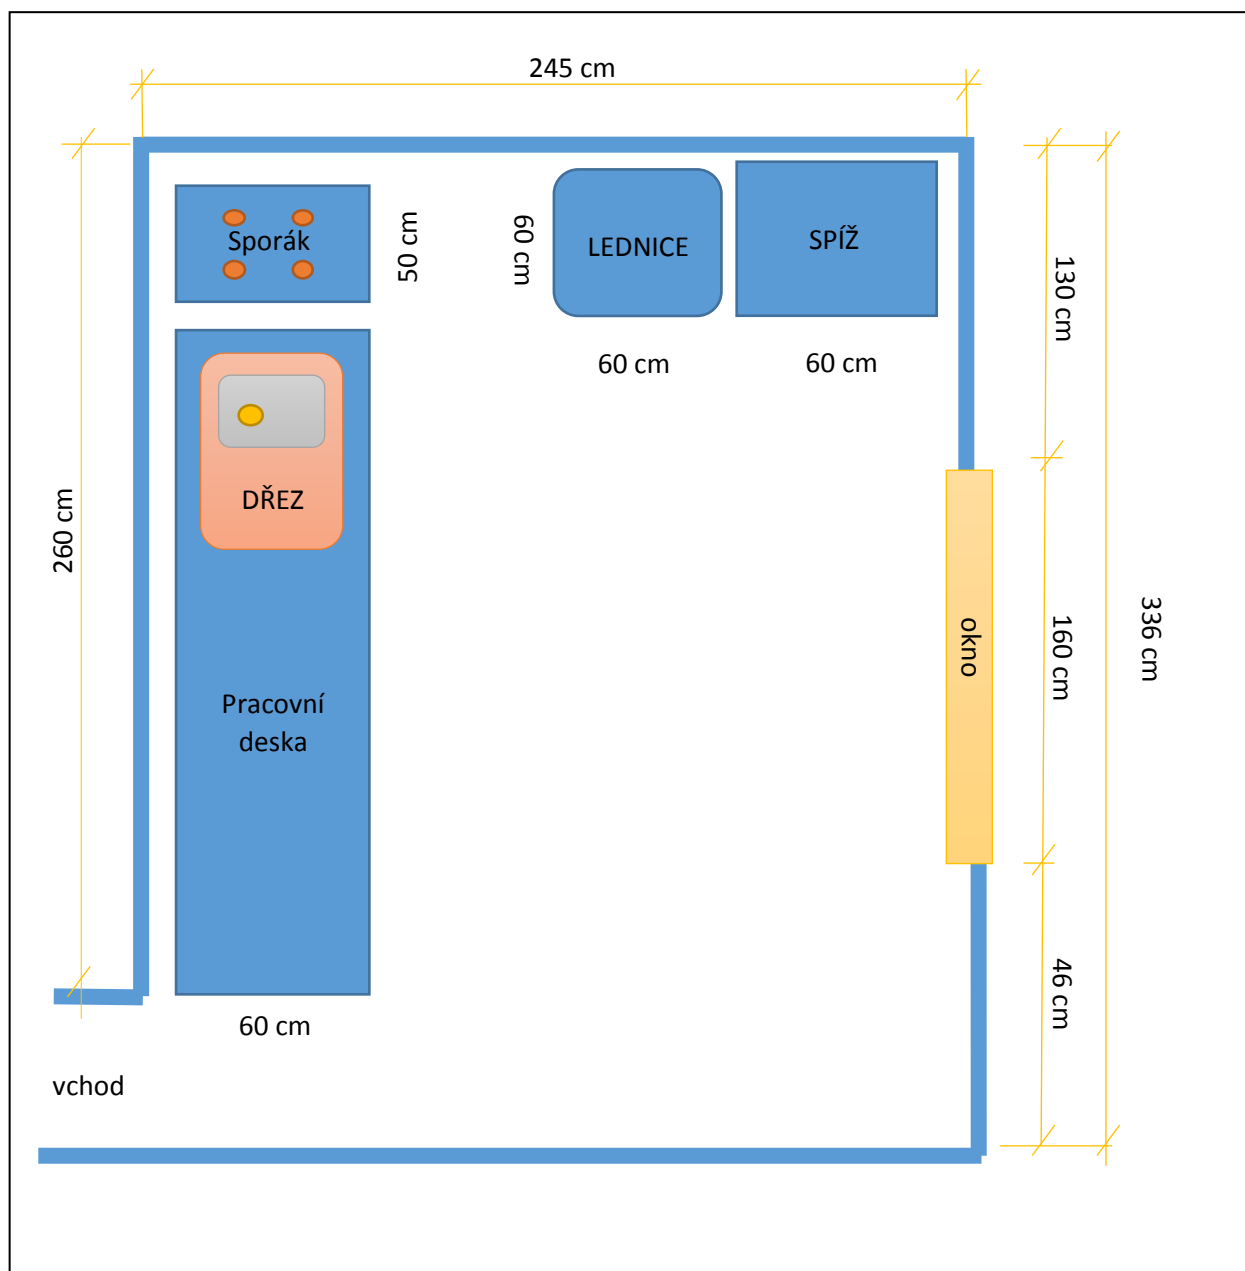 245 cm
Sporák
50 cm
60 cm
LEDNICE
SPÍŽ
130 cm
60 cm
60 cm
DŘEZ
260 cm
okno
160 cm
336 cm
Pracovní
deska
46 cm
60 cm
vchod